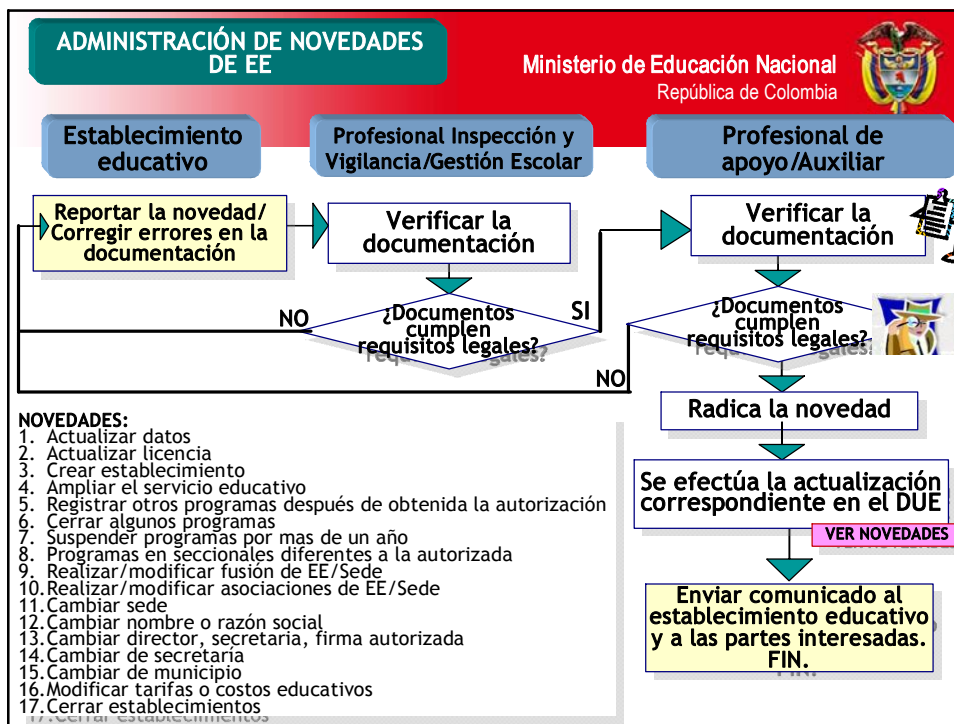 ADMINISTRACIÓN DE NOVEDADES
DE EE
Ministerio de Educación Nacional
República de Colombia
Establecimiento
educativo
Profesional Inspección y
Vigilancia/Gestión Escolar
Profesional de
apoyo/Auxiliar
Reportar la novedad/
Corregir errores en la
documentación
Verificar la
documentación
Verificar la
documentación
¿Documentos
cumplen
requisitos legales?
NO
SI
¿Documentos
cumplen
requisitos legales?
NO
Radica la novedad
Se efectúa la actualización
correspondiente en el DUE
VER NOVEDADES
Enviar comunicado al
establecimiento educativo
y a las partes interesadas.
FIN.
NOVEDADES:
1. Actualizar datos
2. Actualizar licencia
3. Crear establecimiento
4. Ampliar el servicio educativo
5. Registrar otros programas después de obtenida la autorización
6. Cerrar algunos programas
7. Suspender programas por mas de un año
8. Programas en seccionales diferentes a la autorizada
9. Realizar/modificar fusión de EE/Sede
10. Realizar/modificar asociaciones de EE/Sede
11. Cambiar sede
12. Cambiar nombre o razón social
13. Cambiar director, secretaria, firma autorizada
14. Cambiar de secretaría
15. Cambiar de municipio
16. Modificar tarifas o costos educativos
17. Cerrar establecimientos